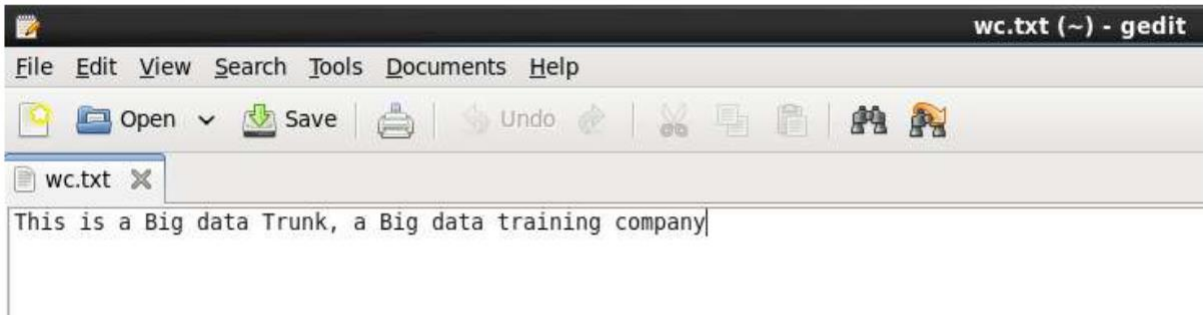 wc.txt (~) - gedit
File Edit View Search Tools Documents Help
Open Save Undo
wc.txt
This is a Big data Trunk, a Big data training company